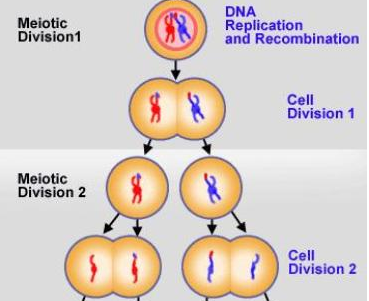 Meiotic
Division1
DNA
Replication
and Recombination
Cell
Division 1
Meiotic
Division 2
Cell
Division 2